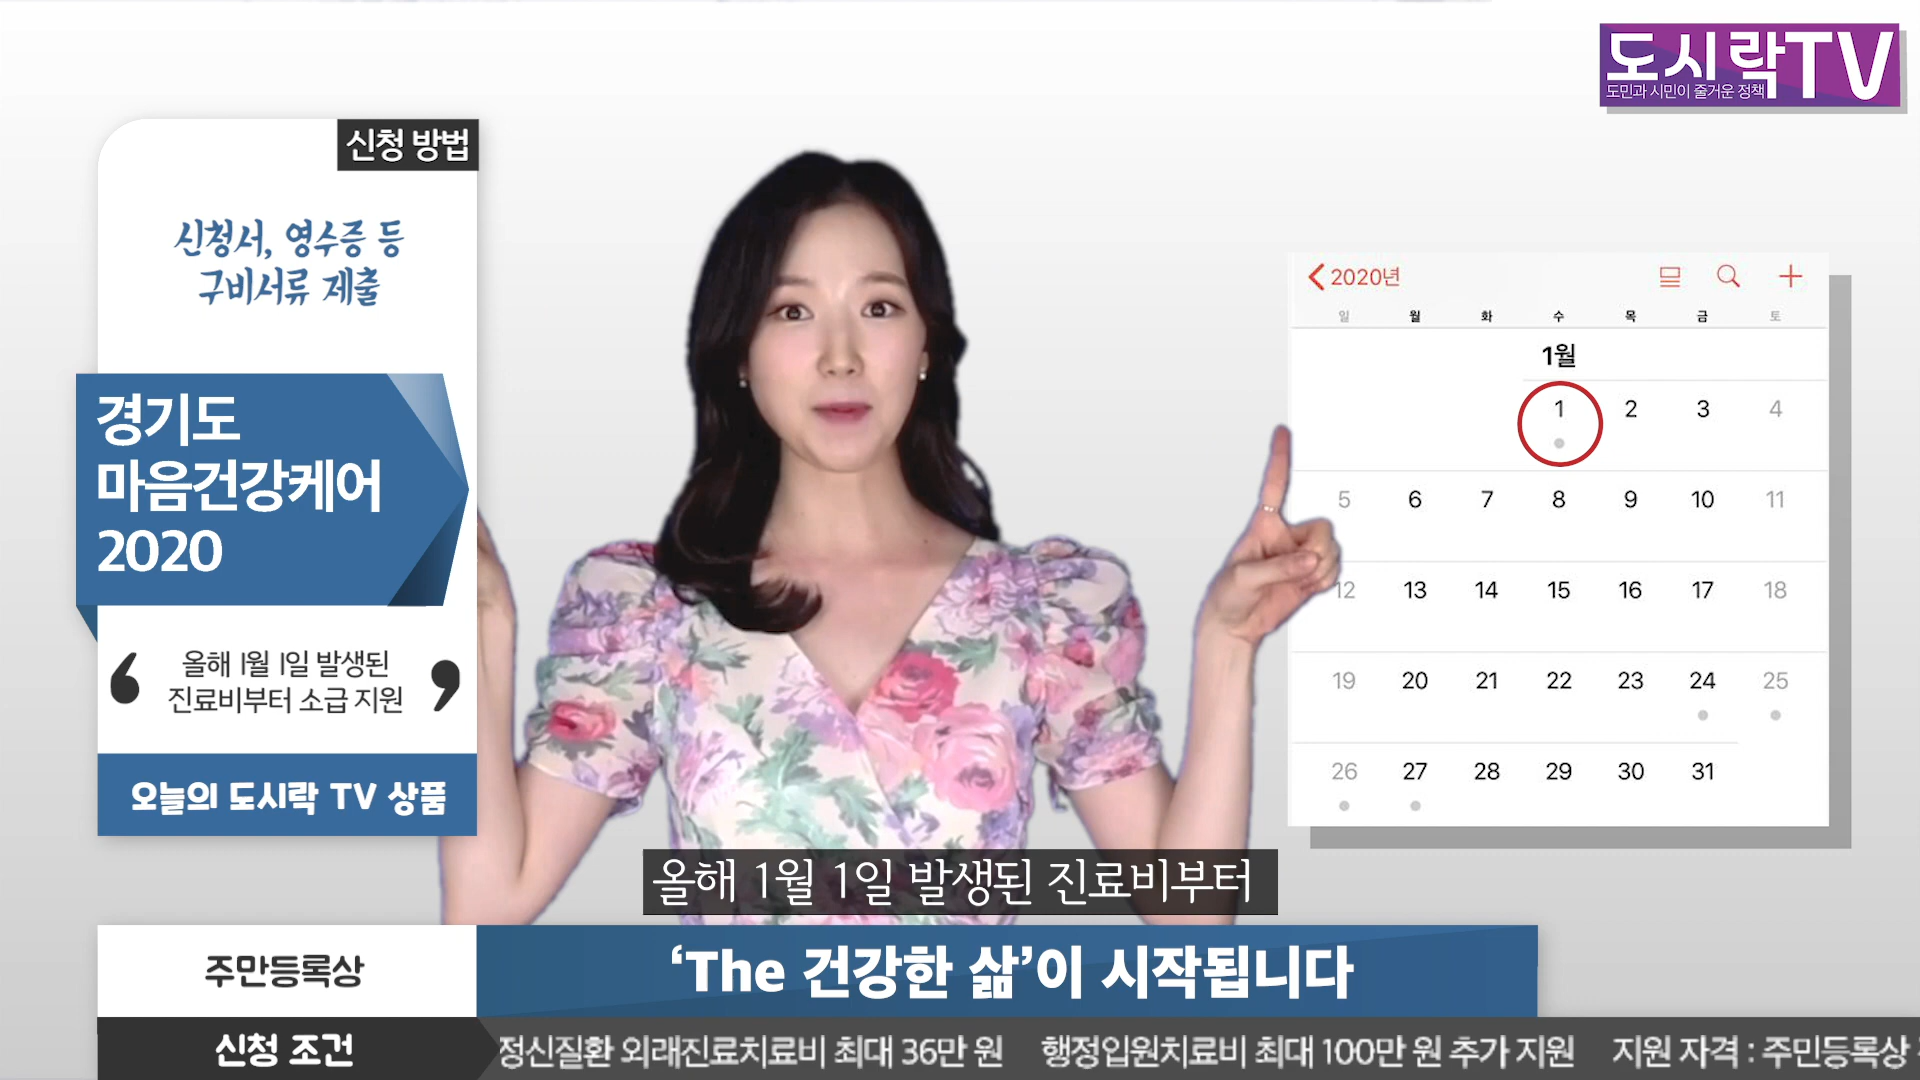 도시락TV
도민과 시민이 줄거운 정책
신청 방법
신청서, 영수증 등
구비서류 제출
경기도
마음건강케어
2020
올해 1월 1일 발생된
진료비부터 소급 지원
오늘의 도시락 TV 상품
2020년
일 월 화 수 목 금 토
1월
1 2 3 4
5 6 7 8 9 10 11
12 13 14 15 16 17 18
19 20 21 22 23 24 25
26 27 28 29 30 31
올해 1월 1일 발생된 진료비부터
주만등록상
‘The 건강한 삶’이 시작됩니다
신청 조건
정신질환 외래진료치료비 최대 36만 원 행정입원치료비 최대 100만 원 추가 지원 지원 자격 : 주민등록상